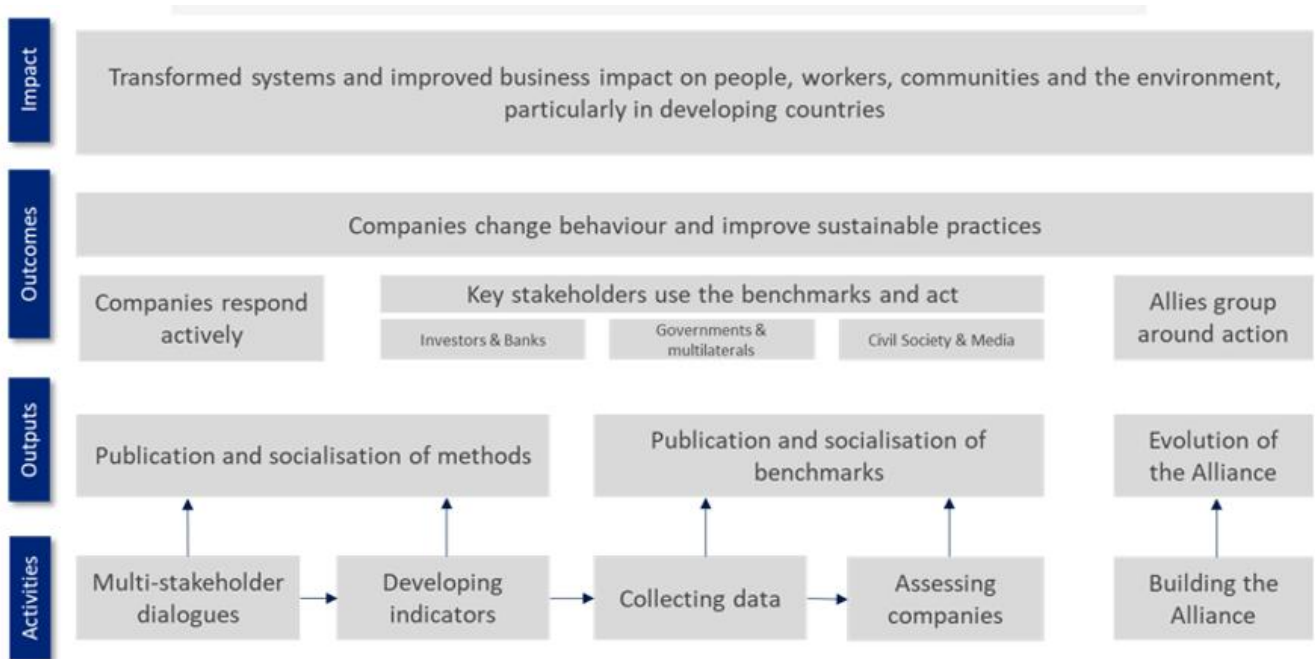 Impact
Transformed systems and improved business impact on people, workers, communities and the environment,
particularly in developing countries
Outcomes
Companies change behaviour and improve sustainable practices
Companies respond
actively
Key stakeholders use the benchmarks and act
Investors & Banks
Governments &
multilaterals
Civil Society & Media
Allies group
around action
Outputs
Publication and socialisation of methods
Publication and socialisation of
benchmarks
Evolution of
the Alliance
Activities
Multi-stakeholder
dialogues
Developing
indicators
Collecting data
Assessing
companies
Building the
Alliance